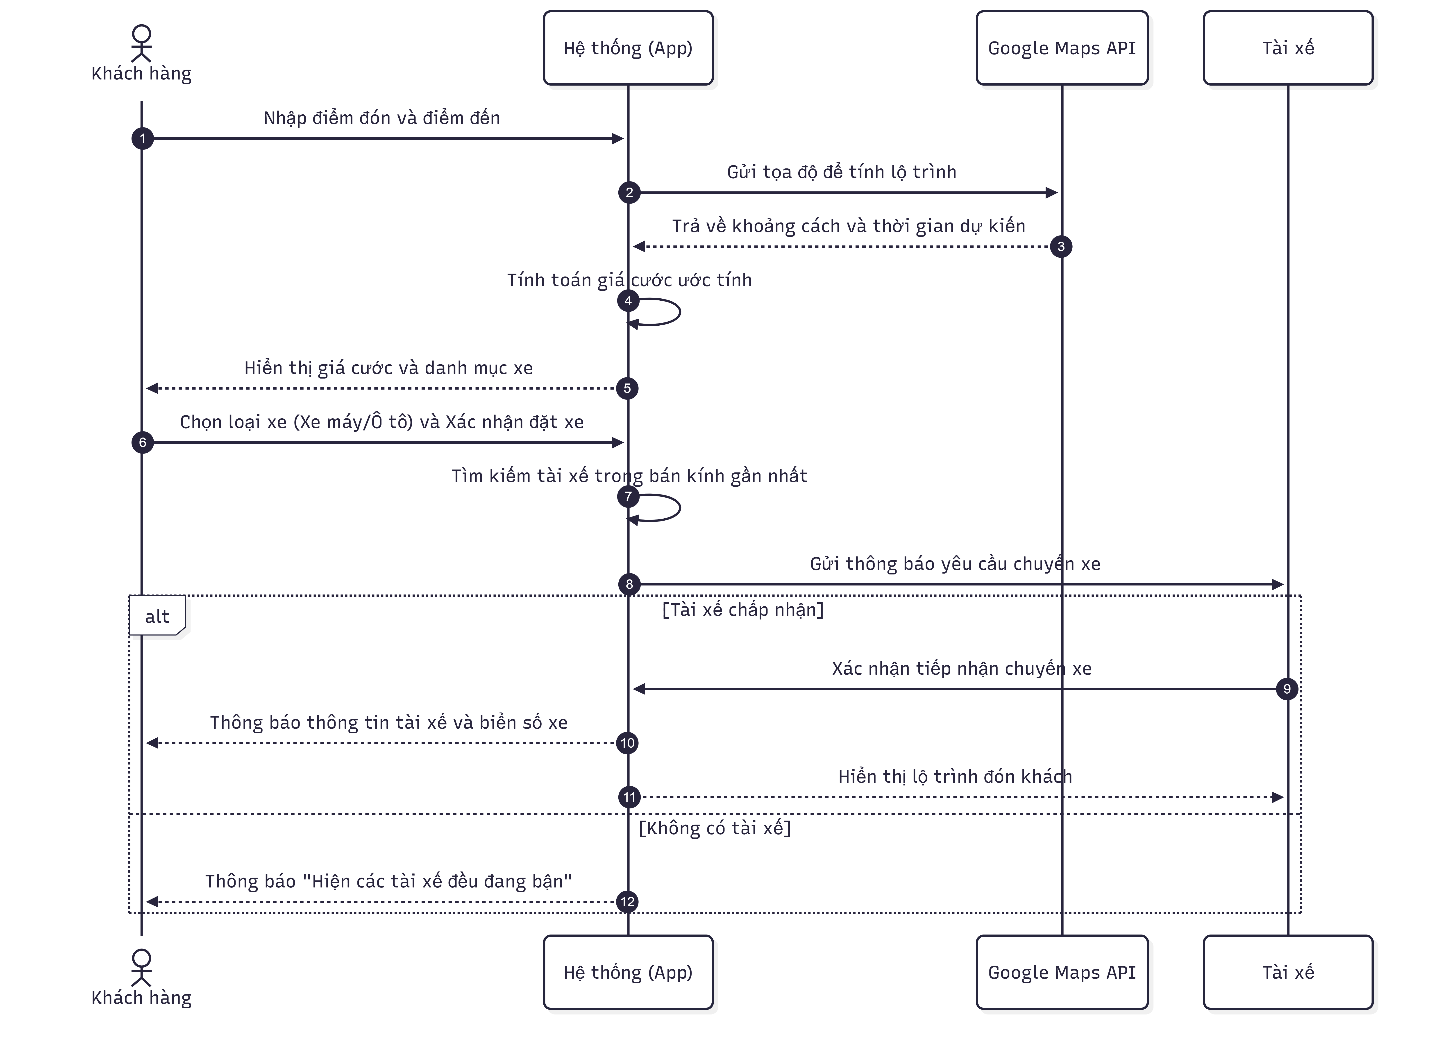 Khách hàng
Hệ thống (App)
Google Maps API
Tài xế
Nhập điểm đón và điểm đến
1
Gửi tọa độ để tính lộ trình
2
Trả về khoảng cách và thời gian dự kiến
3
Tính toán giá cước ước tính
4
Hiển thị giá cước và danh mục xe
5
Chọn loại xe (Xe máy/Ô tô) và Xác nhận đặt xe
6
Tìm kiếm tài xế trong bán kính gần nhất
7
Gửi thông báo yêu cầu chuyến xe
8
alt
[Tài xế chấp nhận]
Xác nhận tiếp nhận chuyến xe
9
Thông báo thông tin tài xế và biển số xe
10
Hiển thị lộ trình đón khách
11
[Không có tài xế]
Thông báo "Hiện các tài xế đều đang bận"
12
Khách hàng
Hệ thống (App)
Google Maps API
Tài xế